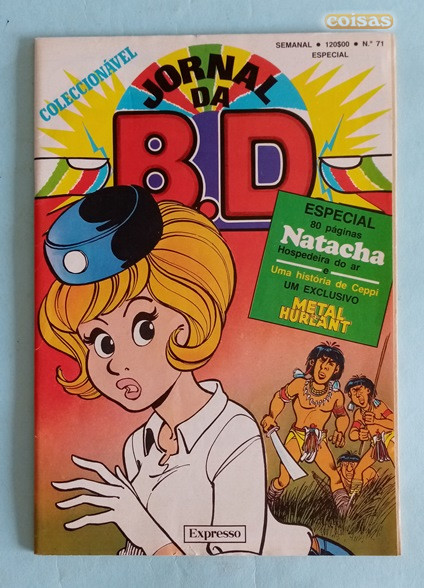 coisas
SEMANAL ● 120$00 ● N.º 71
ESPECIAL
COLECCIONÁVEL
JORNAL
DA
B.D
ESPECIAL
80 páginas
Natacha
Hospedeira do ar
e
Uma história de Ceppi
UM EXCLUSIVO
METAL
HURLANT
Expresso